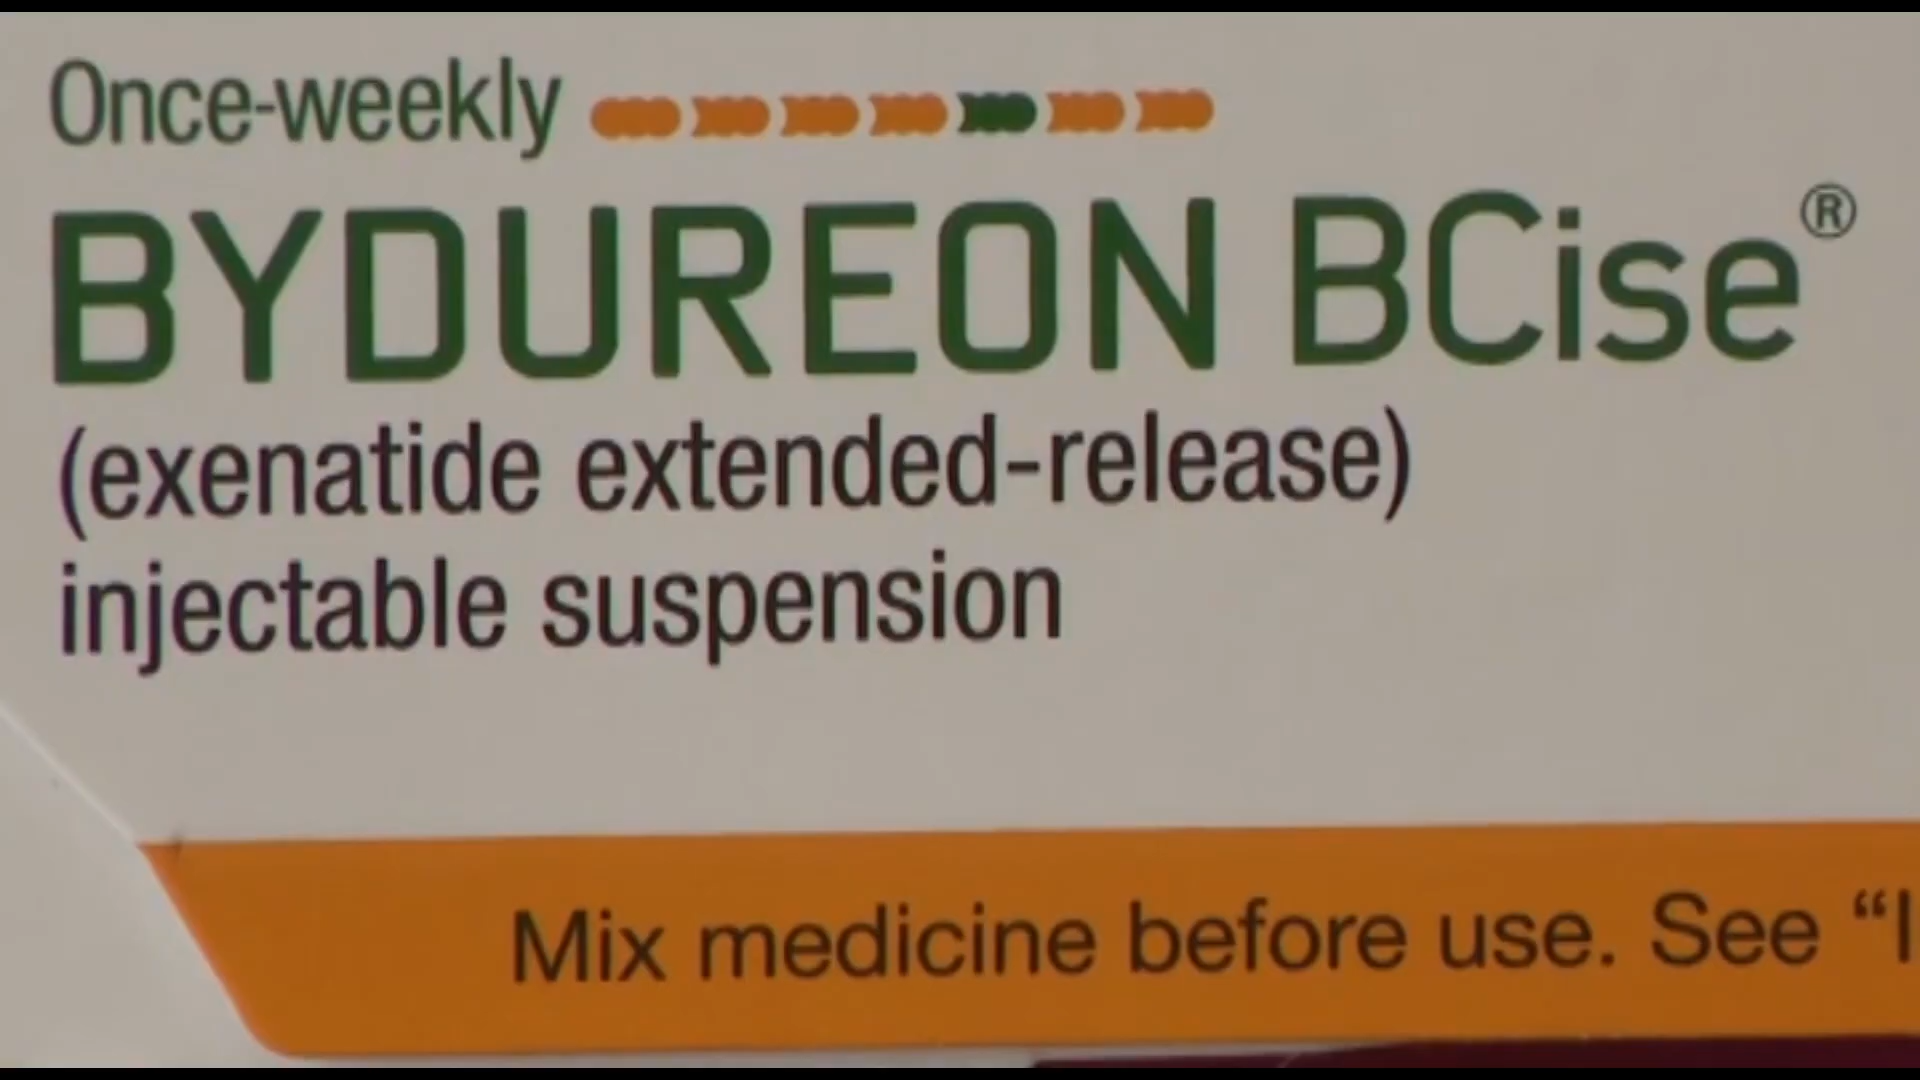 Once-weekly
BYDUREON BCise®
(exenatide extended-release)
injectable suspension
Mix medicine before use. See “I